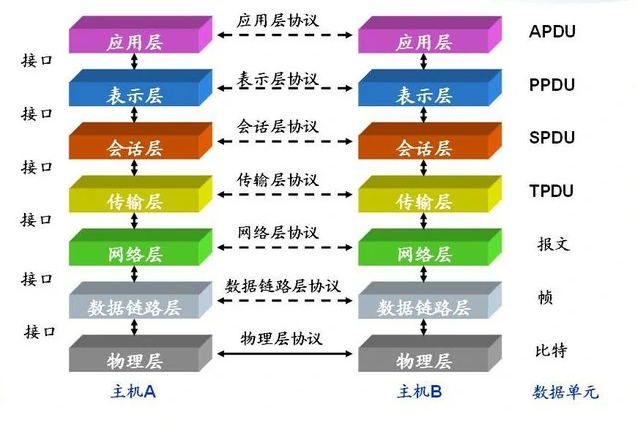 应用层 应用层协议 应用层 APDU
接口
表示层 表示层协议 表示层 PPDU
接口
会话层 会话层协议 会话层 SPDU
接口
传输层 传输层协议 传输层 TPDU
接口
网络层 网络层协议 网络层 报文
接口
数据链路层 数据链路层协议 数据链路层 帧
接口
物理层 物理层协议 物理层 比特
主机A 主机B 数据单元